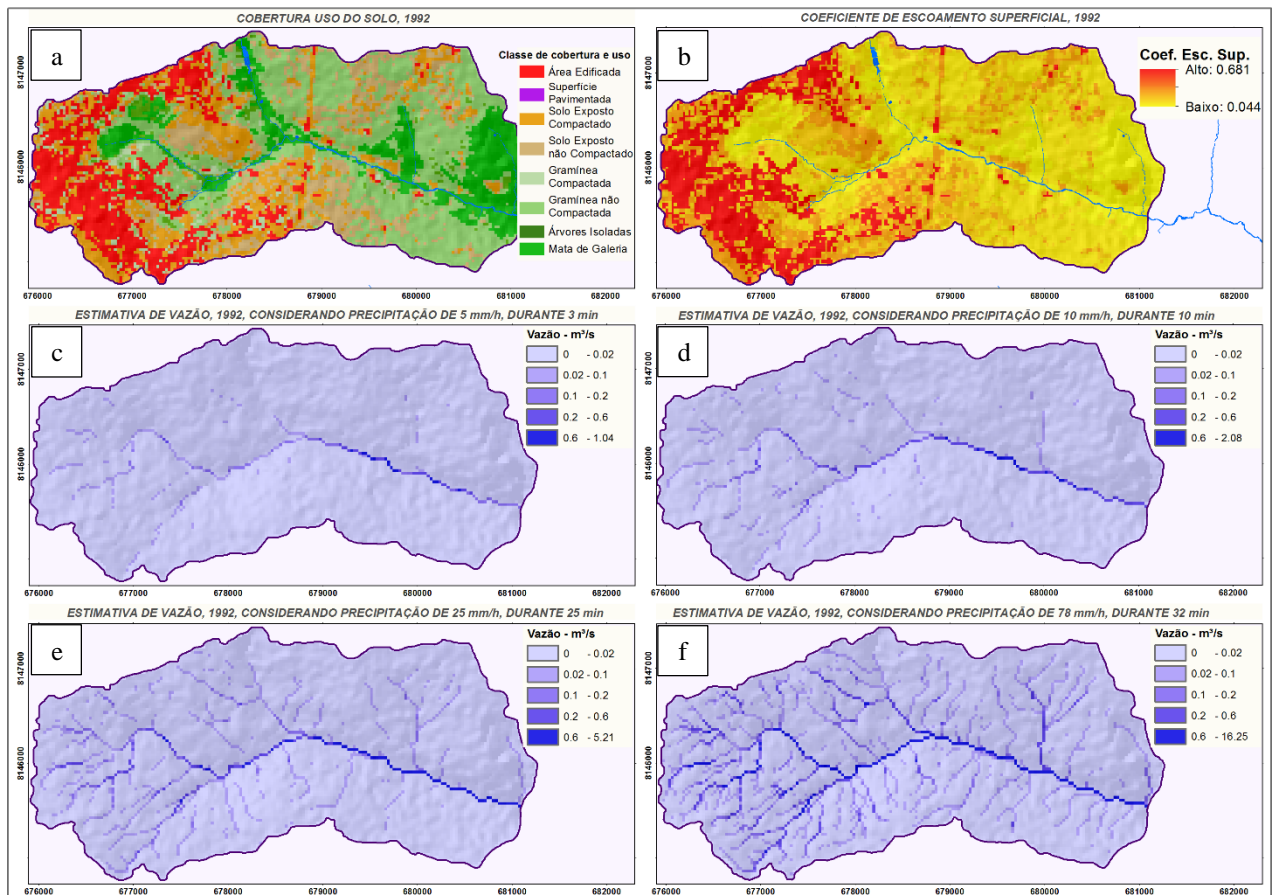 COBERTURA USO DO SOLO, 1992
a
Classe de cobertura e uso
Área Edificada
Superfície
Pavimentada
Solo Exposto
Compactado
Solo Exposto
não Compactado
Gramínea
Compactada
Gramínea não
Compactada
Árvores Isoladas
Mata de Galeria
8147000
8146000
676000 677000 678000 679000 680000 681000 682000
COEFICIENTE DE ESCOAMENTO SUPERFICIAL, 1992
b
Coef. Esc. Sup.
Alto: 0.681
Baixo: 0.044
8147000
8146000
676000 677000 678000 679000 680000 681000 682000
ESTIMATIVA DE VAZÃO, 1992, CONSIDERANDO PRECIPITAÇÃO DE 5 mm/h, DURANTE 3 min
c
Vazão - m³/s
0 - 0.02
0.02 - 0.1
0.1 - 0.2
0.2 - 0.6
0.6 - 1.04
8147000
8146000
676000 677000 678000 679000 680000 681000 682000
ESTIMATIVA DE VAZÃO, 1992, CONSIDERANDO PRECIPITAÇÃO DE 10 mm/h, DURANTE 10 min
d
Vazão - m³/s
0 - 0.02
0.02 - 0.1
0.1 - 0.2
0.2 - 0.6
0.6 - 2.08
8147000
8146000
676000 677000 678000 679000 680000 681000 682000
ESTIMATIVA DE VAZÃO, 1992, CONSIDERANDO PRECIPITAÇÃO DE 25 mm/h, DURANTE 25 min
e
Vazão - m³/s
0 - 0.02
0.02 - 0.1
0.1 - 0.2
0.2 - 0.6
0.6 - 5.21
8147000
8146000
676000 677000 678000 679000 680000 681000 682000
ESTIMATIVA DE VAZÃO, 1992, CONSIDERANDO PRECIPITAÇÃO DE 78 mm/h, DURANTE 32 min
f
Vazão - m³/s
0 - 0.02
0.02 - 0.1
0.1 - 0.2
0.2 - 0.6
0.6 - 16.25
8147000
8146000
676000 677000 678000 679000 680000 681000 682000